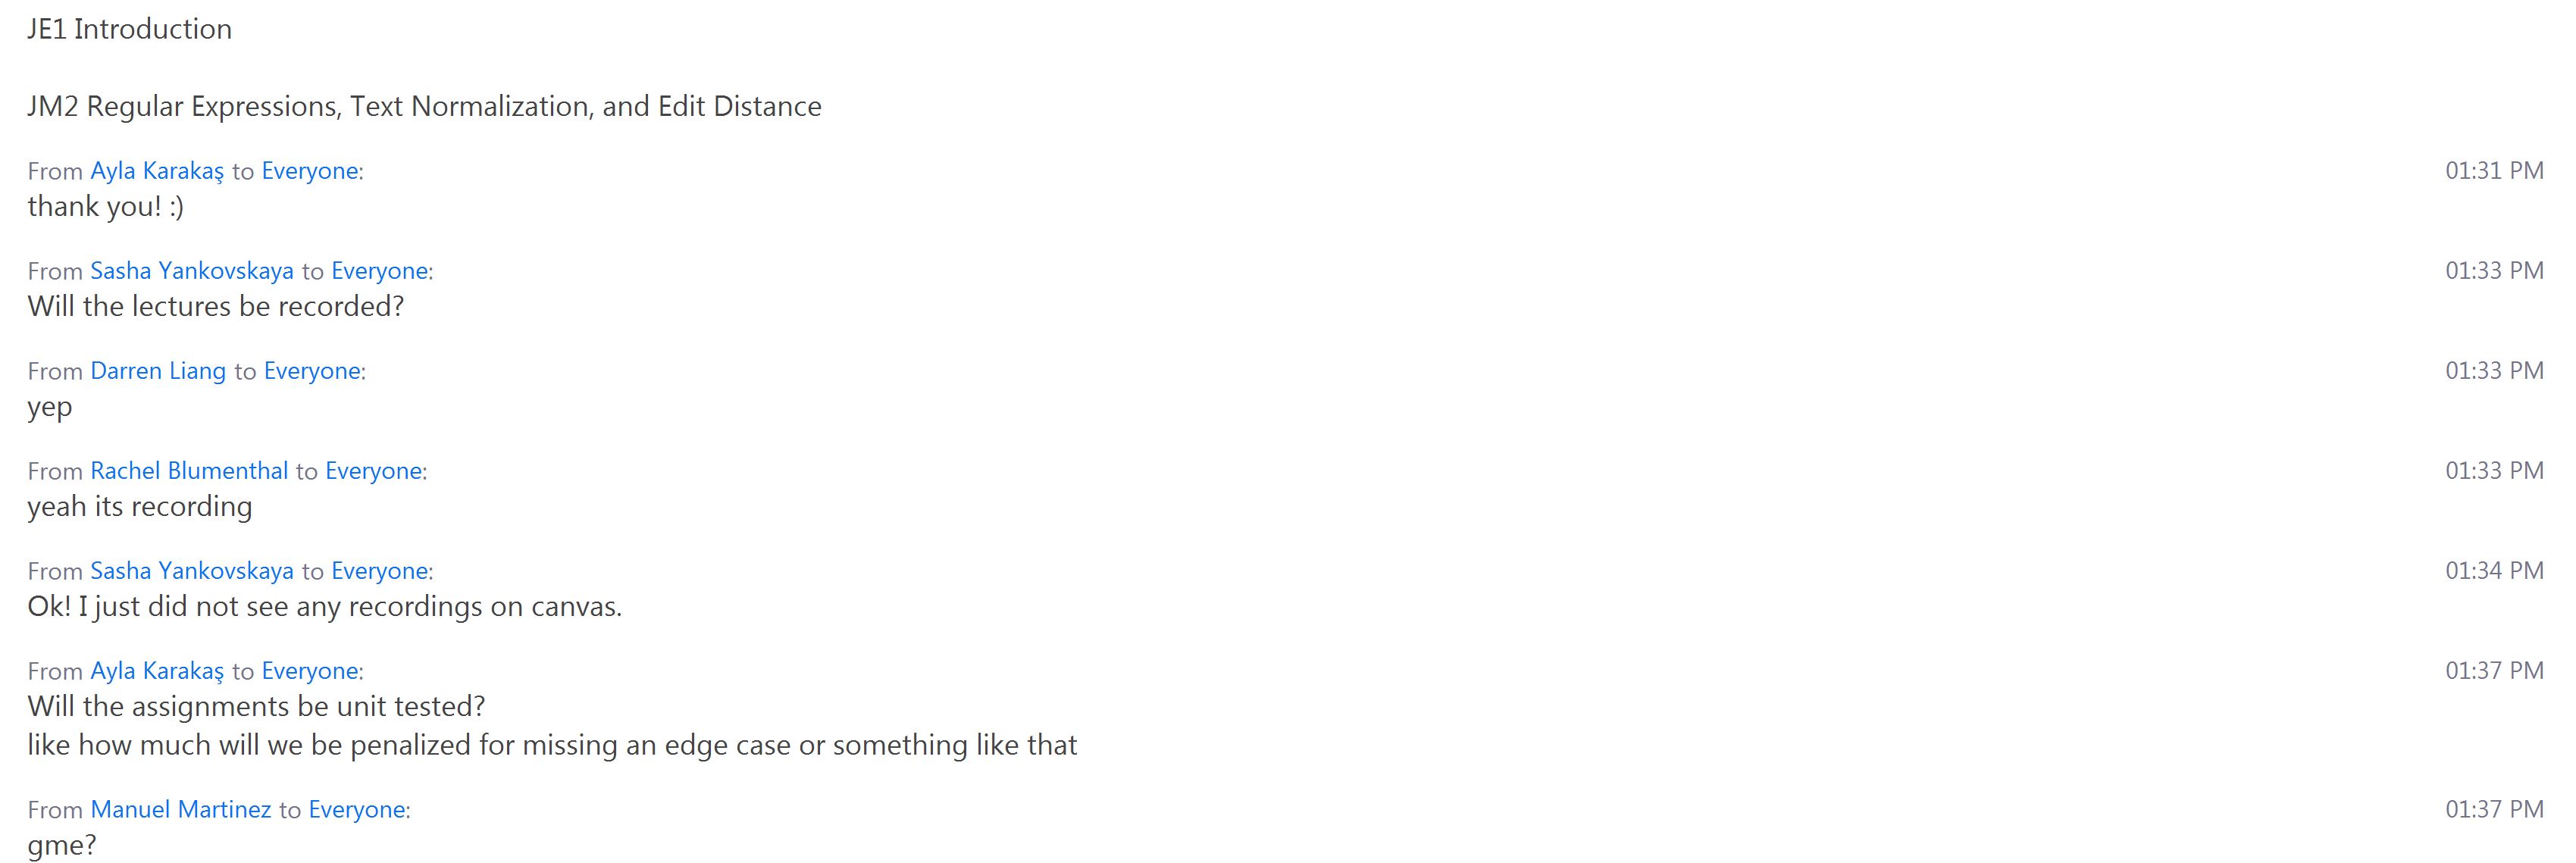 JE1 Introduction
JM2 Regular Expressions, Text Normalization, and Edit Distance
From Ayla Karakaş to Everyone: 01:31 PM
thank you! :)
From Sasha Yankovskaya to Everyone: 01:33 PM
Will the lectures be recorded?
From Darren Liang to Everyone: 01:33 PM
yep
From Rachel Blumenthal to Everyone: 01:33 PM
yeah its recording
From Sasha Yankovskaya to Everyone: 01:34 PM
Ok! I just did not see any recordings on canvas.
From Ayla Karakaş to Everyone: 01:37 PM
Will the assignments be unit tested?
like how much will we be penalized for missing an edge case or something like that
From Manuel Martinez to Everyone: 01:37 PM
gme?